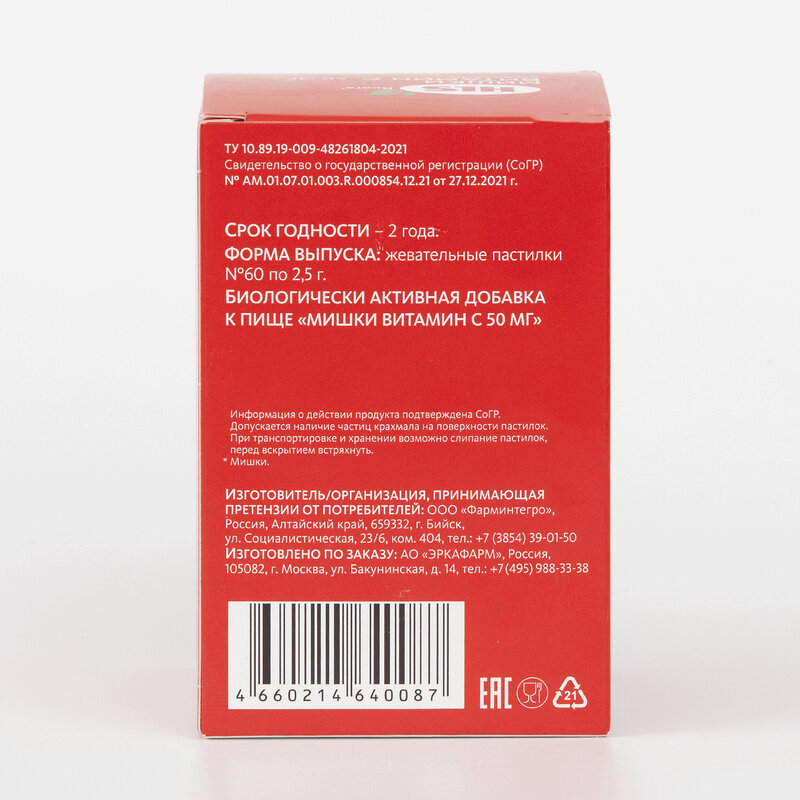 HLS
Bears*
ТУ 10.89.19-009-48261804-2021
Свидетельство о государственной регистрации (СоГР)
№ AM.01.07.01.003.R.000854.12.21 от 27.12.2021 г.
СРОК ГОДНОСТИ – 2 года.
ФОРМА ВЫПУСКА: жевательные пастилки
№60 по 2,5 г.
БИОЛОГИЧЕСКИ АКТИВНАЯ ДОБАВКА
К ПИЩЕ «МИШКИ ВИТАМИН С 50 МГ»
Информация о действии продукта подтверждена СоГР.
Допускается наличие частиц крахмала на поверхности пастилок.
При транспортировке и хранении возможно слипание пастилок,
перед вскрытием встряхнуть.
* Мишки.
ИЗГОТОВИТЕЛЬ/ОРГАНИЗАЦИЯ, ПРИНИМАЮЩАЯ
ПРЕТЕНЗИИ ОТ ПОТРЕБИТЕЛЕЙ: ООО «Фарминтегро»,
Россия, Алтайский край, 659332, г. Бийск,
ул. Социалистическая, 23/6, ком. 404, тел.: +7 (3854) 39-01-50
ИЗГОТОВЛЕНО ПО ЗАКАЗУ: АО «ЭРКАФАРМ», Россия,
105082, г. Москва, ул. Бакунинская, д. 14, тел.: +7 (495) 988-33-38
4 660214 640087
EAC
21